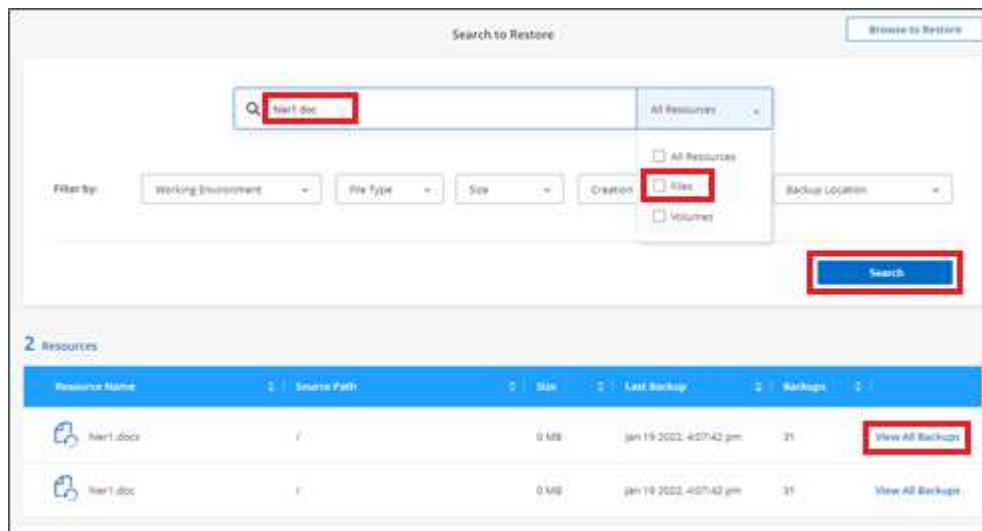 Search to Restore
Browse to Restore
hier1.doc
All Resources
All Resources
Files
Volumes
Filter by:
Working Environment
File Type
Size
Creation
Backup Location
Search
2 Resources
Resource Name
Source Path
Size
Last Backup
Backups
hier1.docx / 0 MB Jan 19 2022, 4:07:42 pm 31 View All Backups
hier1.doc / 0 MB Jan 19 2022, 4:07:42 pm 31 View All Backups